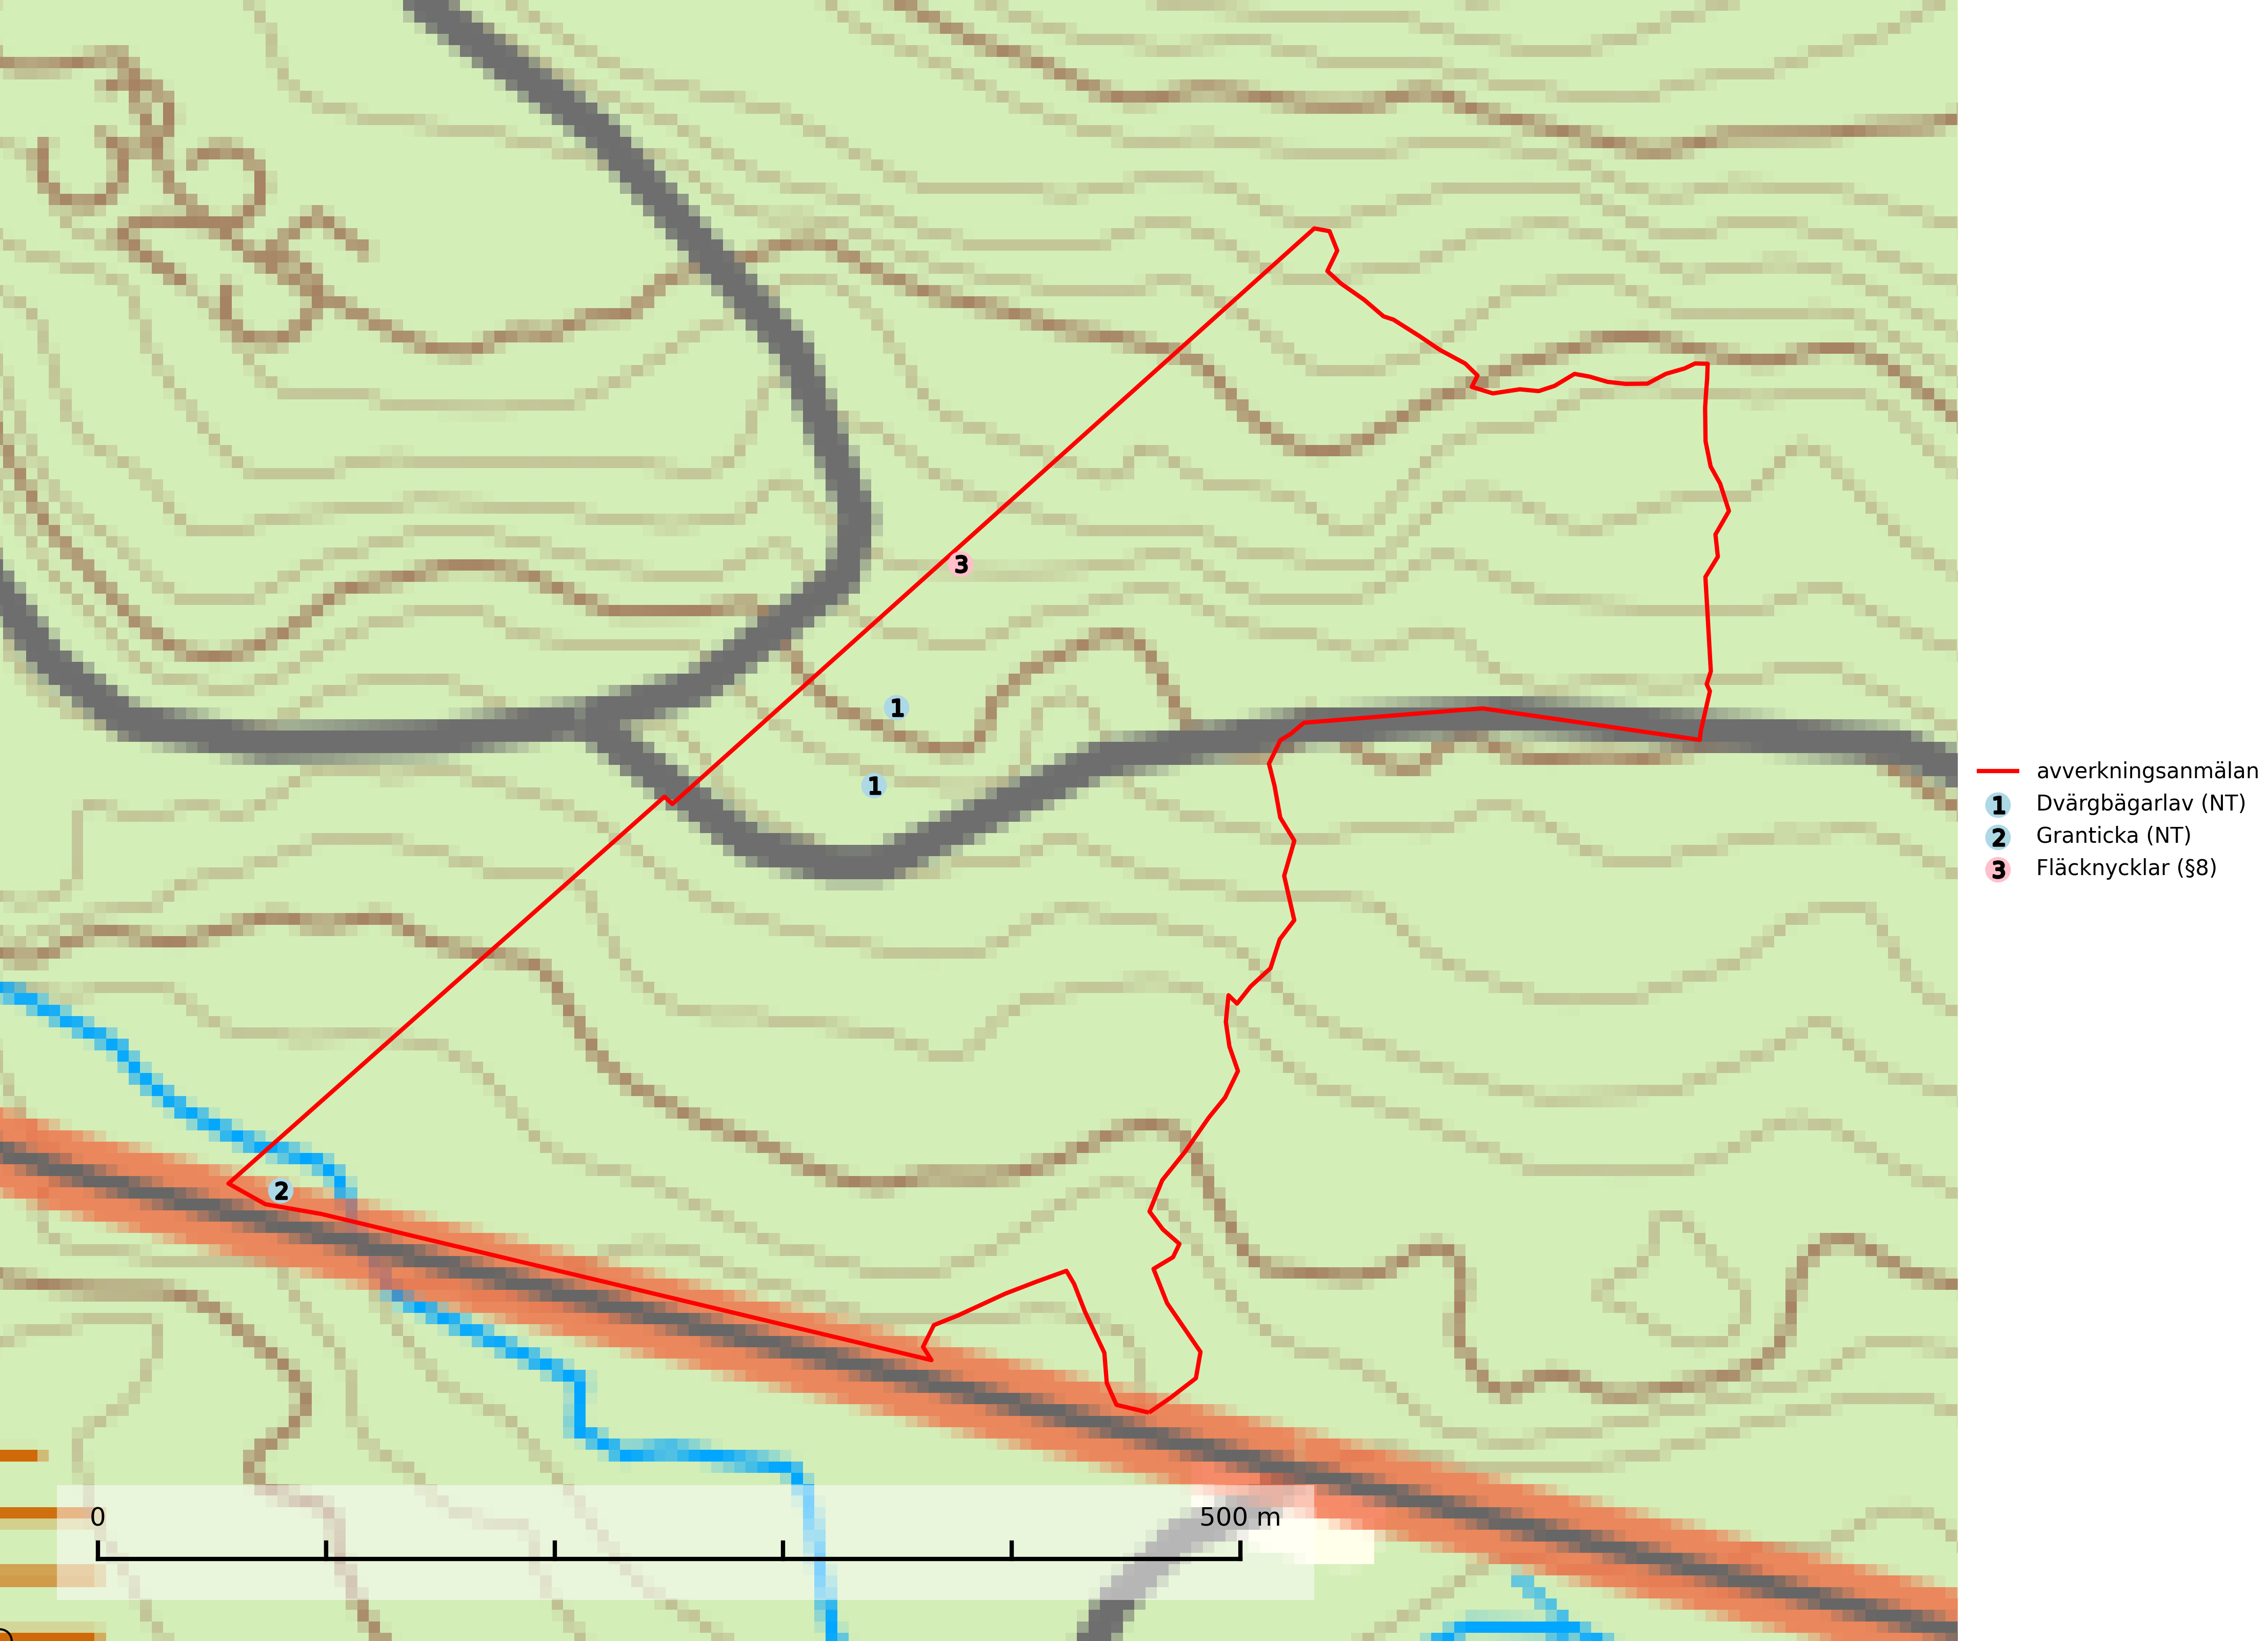 3
1
1
2
avverkningsanmälan
1 Dvärgbägarlav (NT)
2 Granticka (NT)
3 Fläcknycklar (§8)
0 500 m